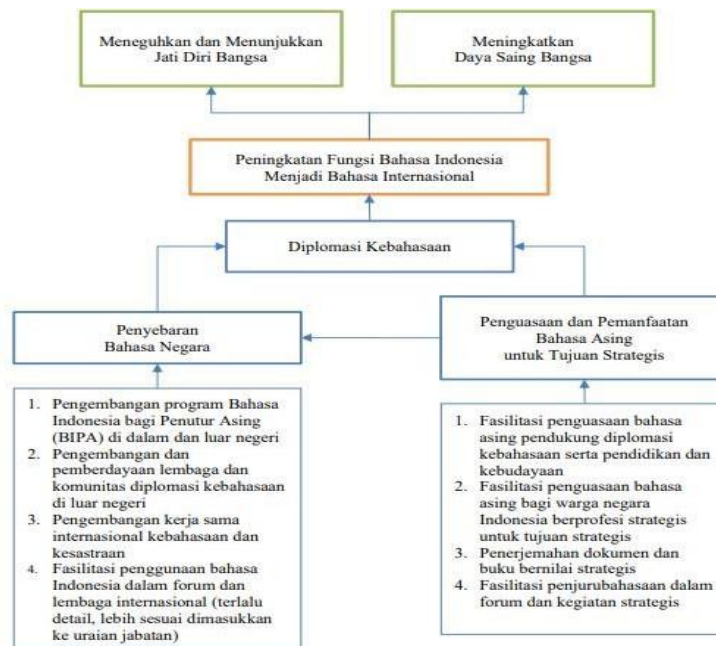 Meneguhkan dan Menunjukkan
Jati Diri Bangsa
Meningkatkan
Daya Saing Bangsa
Peningkatan Fungsi Bahasa Indonesia
Menjadi Bahasa Internasional
Diplomasi Kebahasaan
Penyebaran
Bahasa Negara
Penguasaan dan Pemanfaatan
Bahasa Asing
untuk Tujuan Strategis
1. Pengembangan program Bahasa
Indonesia bagi Penutur Asing
(BIPA) di dalam dan luar negeri
2. Pengembangan dan
pemberdayaan lembaga dan
komunitas diplomasi kebahasaan
di luar negeri
3. Pengembangan kerja sama
internasional kebahasaan dan
kesastraan
4. Fasilitasi penggunaan bahasa
Indonesia dalam forum dan
lembaga internasional (terlalu
detail, lebih sesuai dimasukkan
ke uraian jabatan)
1. Fasilitasi penguasaan bahasa
asing pendukung diplomasi
kebahasaan serta pendidikan dan
kebudayaan
2. Fasilitasi penguasaan bahasa
asing bagi warga negara
Indonesia berprofesi strategis
untuk tujuan strategis
3. Penerjemahan dokumen dan
buku bernilai strategis
4. Fasilitasi penjurubahasaan dalam
forum dan kegiatan strategis